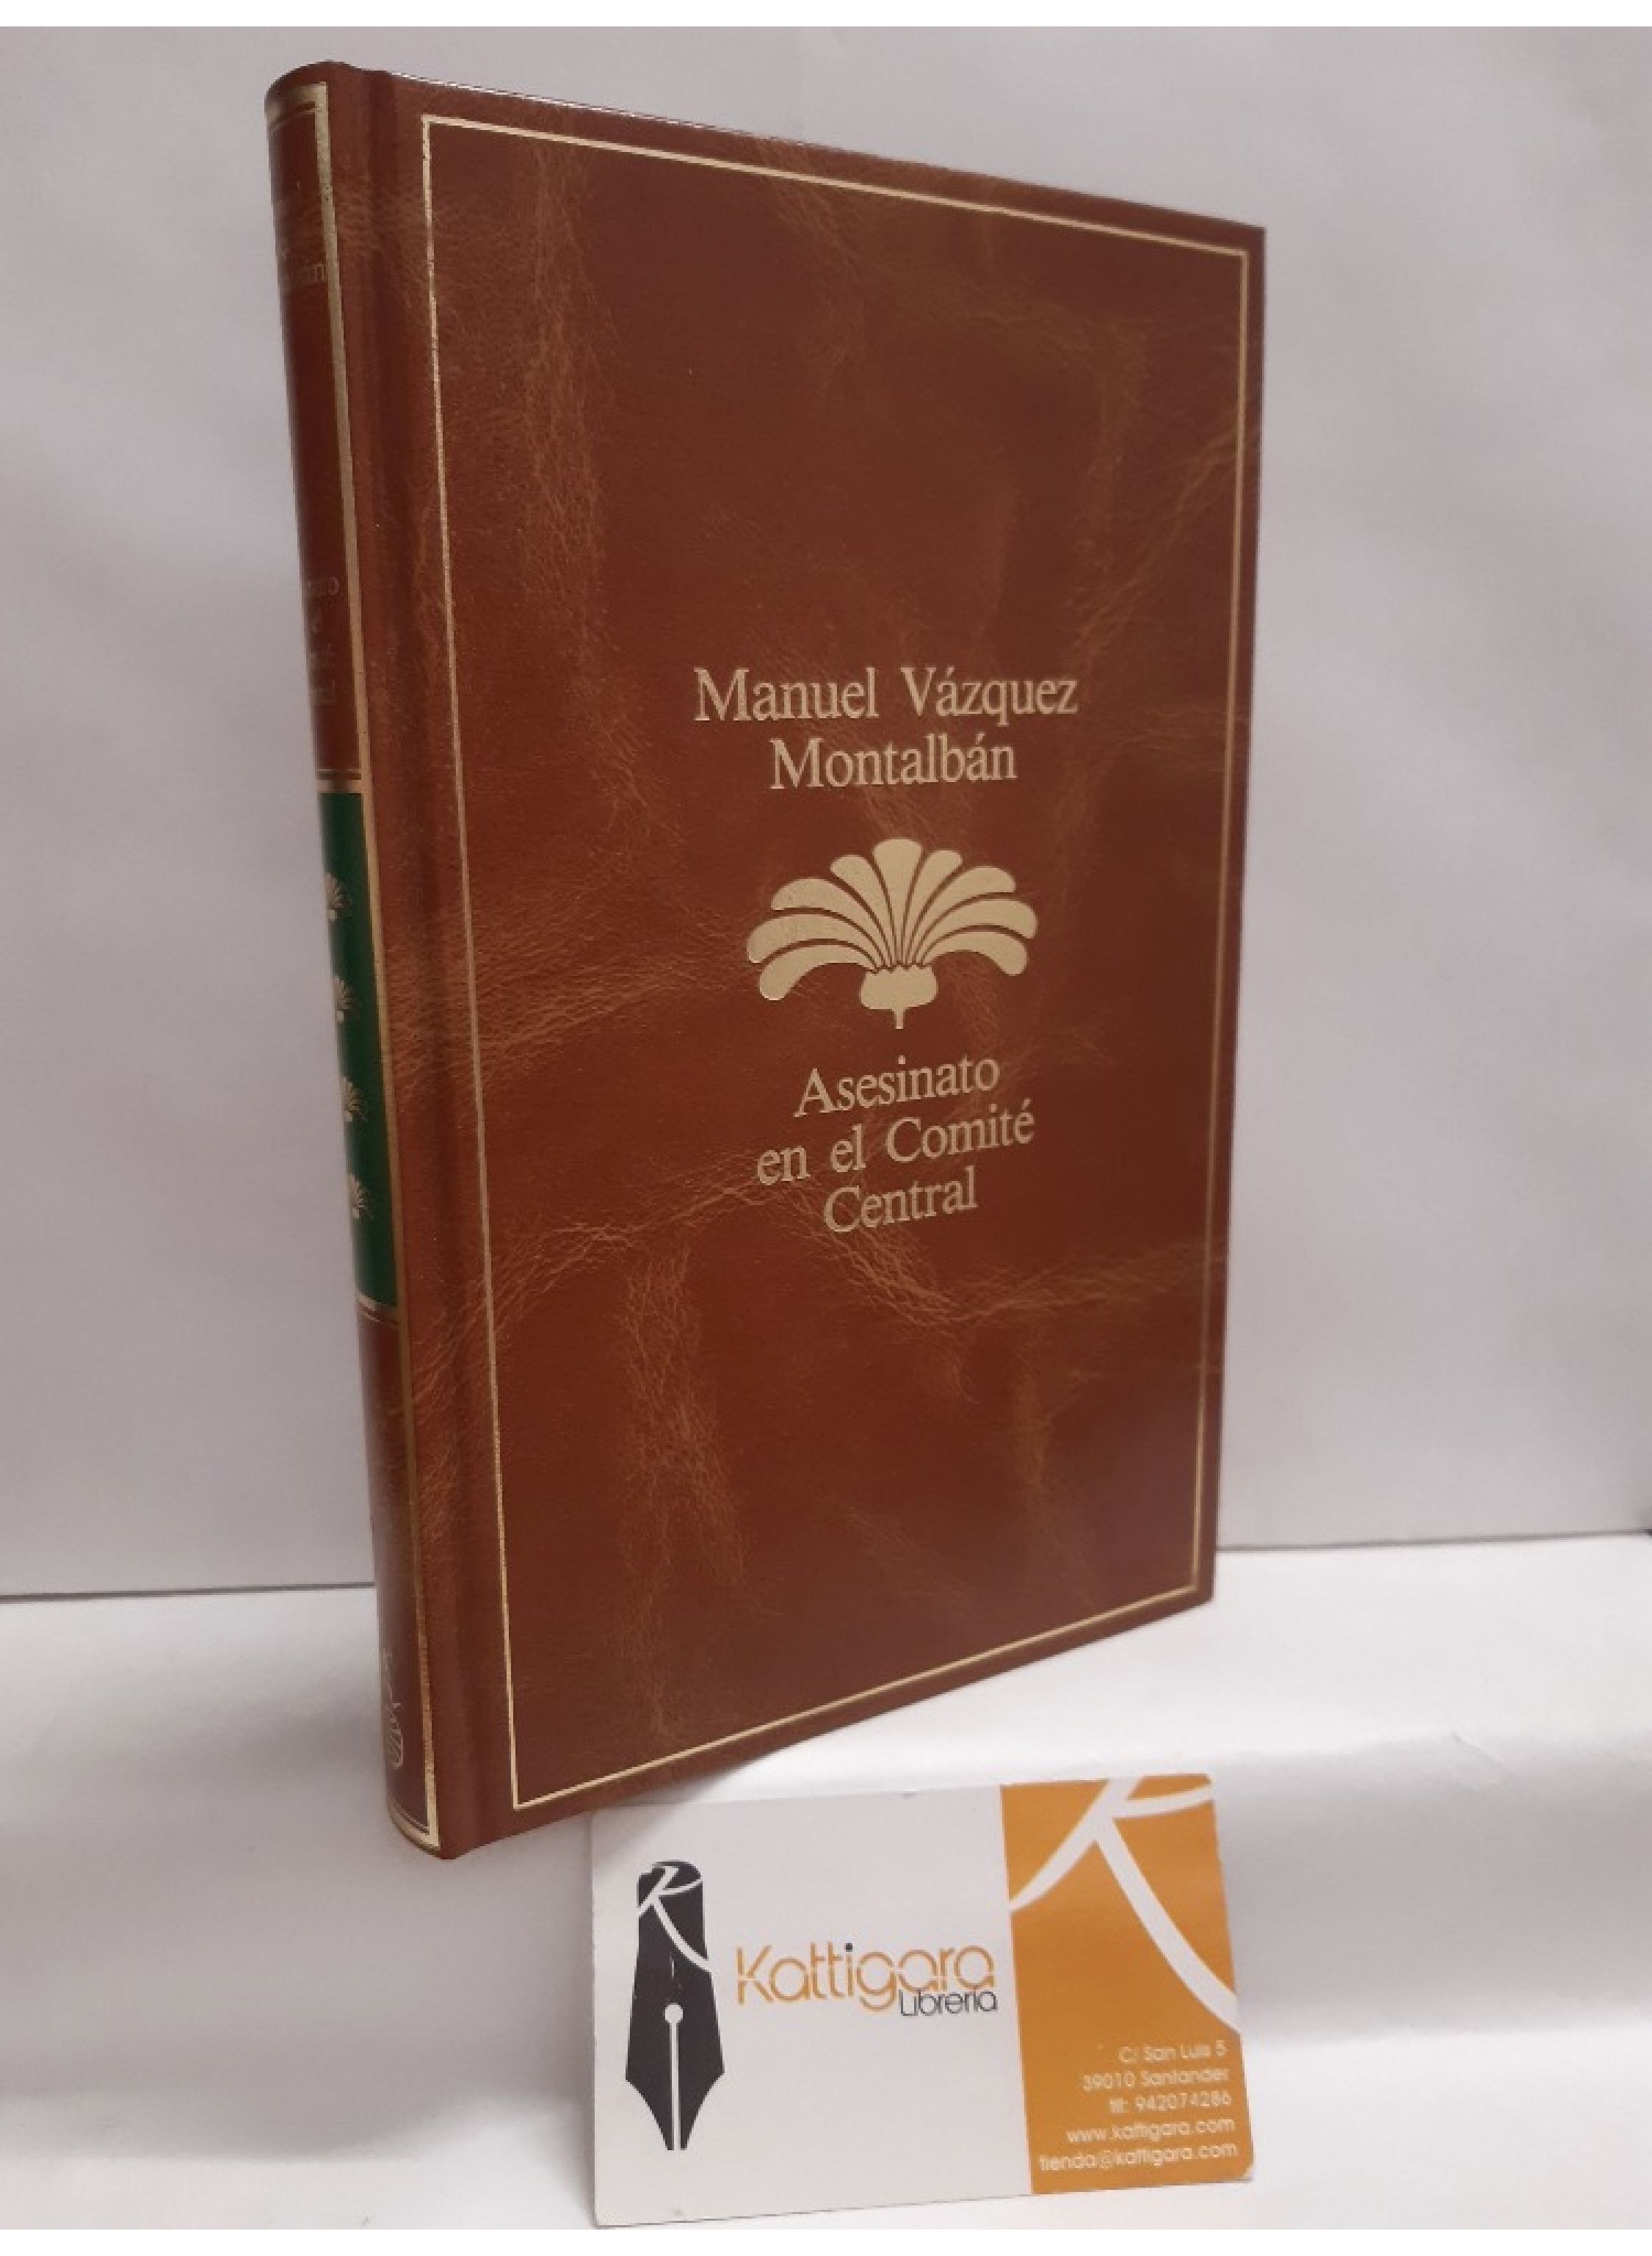 Manuel Vázquez
Montalbán
Asesinato
en el Comité
Central
Kattigara
Librería
C/ San Luis 5
39010 Santander
tlf: 942074286
www.kattigara.com
tienda@kattigara.com